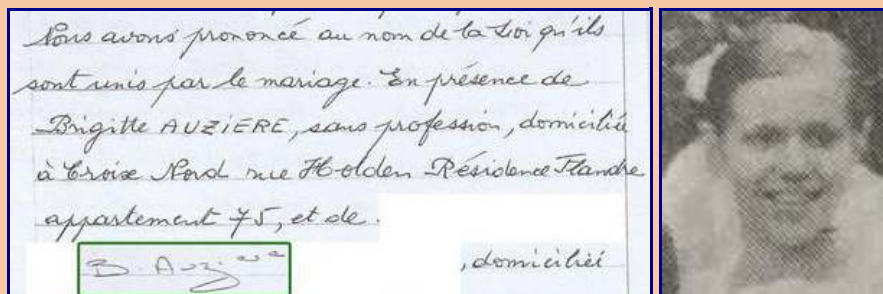 Nous avons prononcé au nom de la Loi qu'ils
sont unis par le mariage. En présence de
Brigitte AUZIERE, sans profession, domiciliée
à Croix Nord rue Holden Résidence Flandre
appartement 75, et de
B. Auziere
, domiciliée